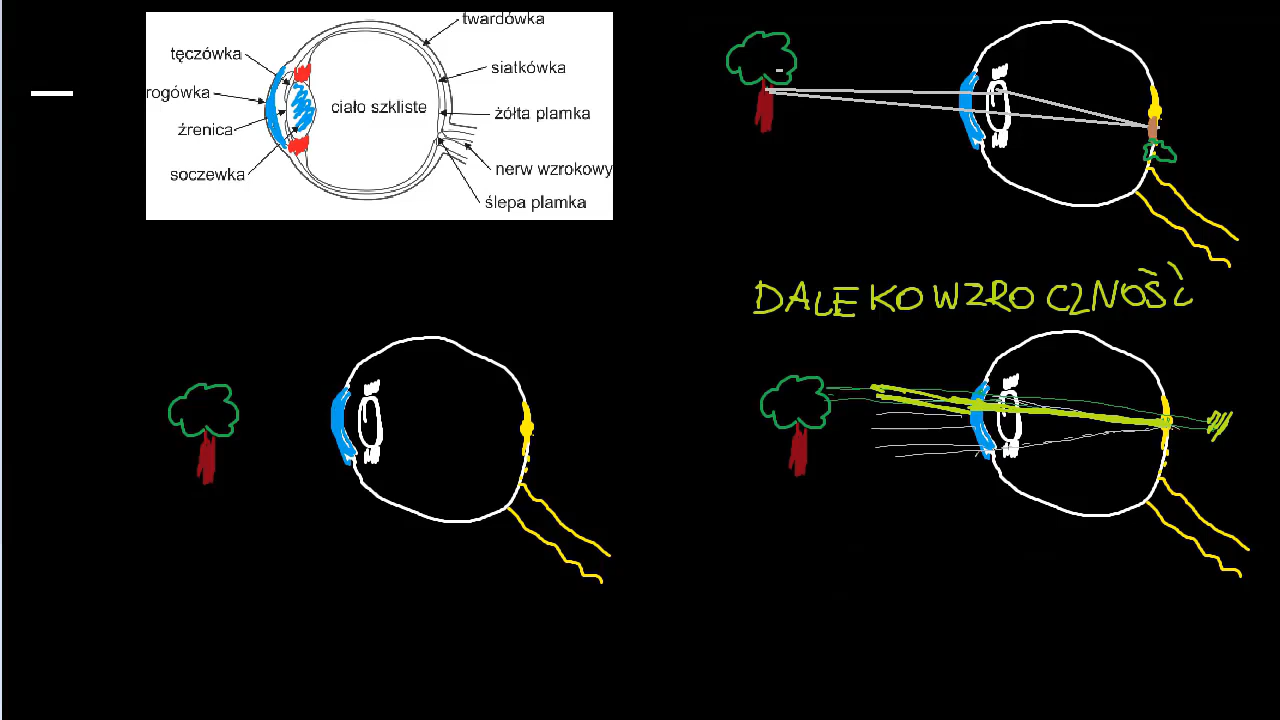 twardówka
tęczówka
siatkówka
rogówka
ciało szkliste
żółta plamka
źrenica
nerw wzrokowy
soczewka
ślepa plamka
DALEKOWZROCZNOŚĆ